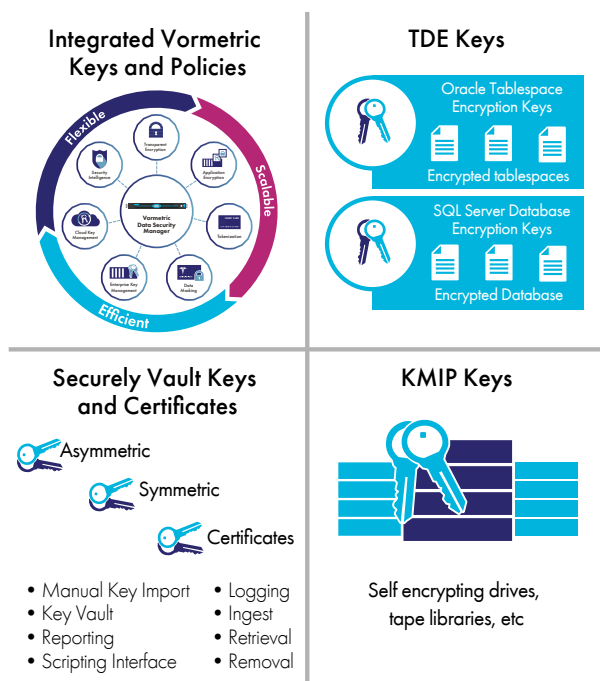 Integrated Vormetric
Keys and Policies
Flexible
Scalable
Efficient
Transparent
Encryption
Security
Intelligence
Application
Encryption
Vormetric
Data Security
Manager
Cloud Key
Management
Tokenization
Enterprise Key
Management
Data
Masking
TDE Keys
Oracle Tablespace
Encryption Keys
Encrypted tablespaces
SQL Server Database
Encryption Keys
Encrypted Database
Securely Vault Keys
and Certificates
Asymmetric
Symmetric
Certificates
• Manual Key Import
• Key Vault
• Reporting
• Scripting Interface
• Logging
• Ingest
• Retrieval
• Removal
KMIP Keys
Self encrypting drives,
tape libraries, etc